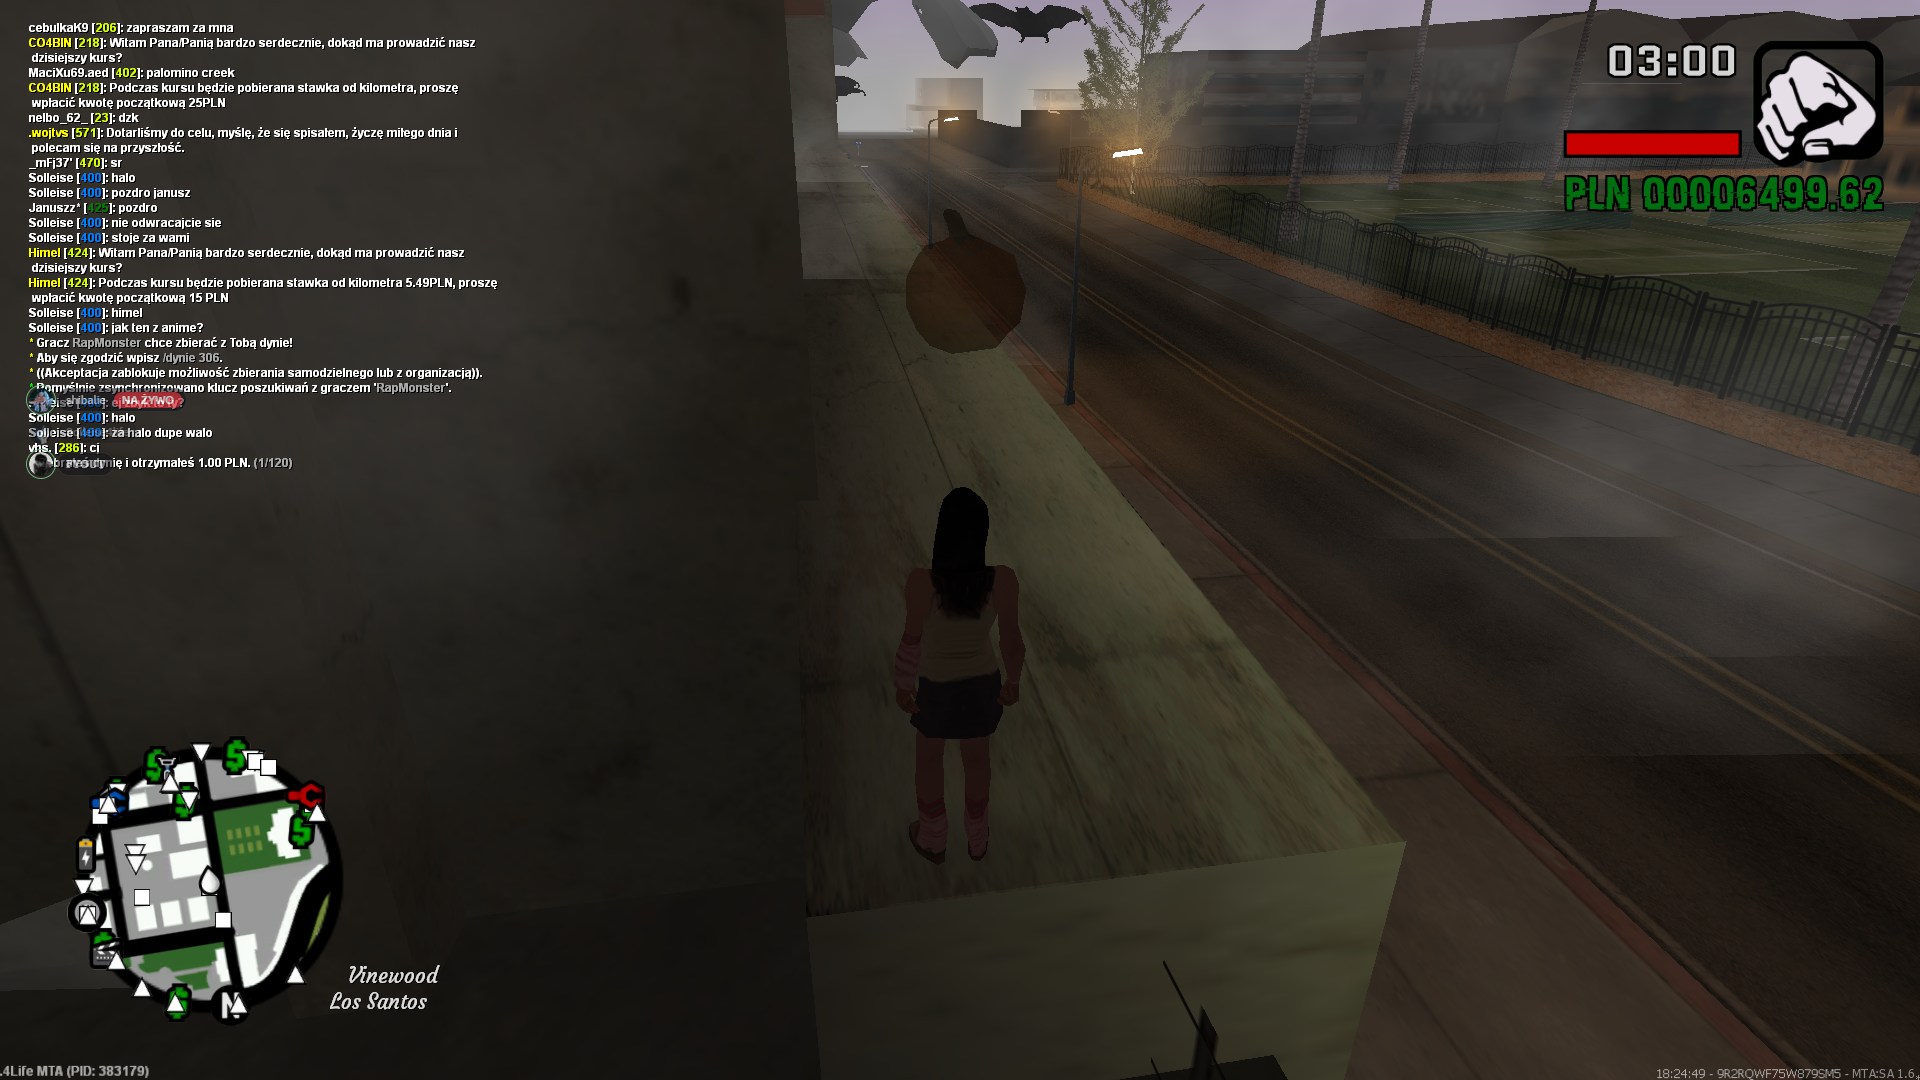 cebulkaK9 [206]: zapraszam za mna
CO4BIN [218]: Witam Pana/Panią bardzo serdecznie, dokąd ma prowadzić nasz
dzisiejszy kurs?
MaciXu69.aed [402]: palomino creek
CO4BIN [218]: Podczas kursu będzie pobierana stawka od kilometra, proszę
wpłacić kwotę początkową 25PLN
nelbo_62_ [23]: dzk
.wojtvs [571]: Dotarliśmy do celu, myślę, że się spisałem, życzę miłego dnia i
polecam się na przyszłość.
_mFj37' [470]: sr
Solleise [400]: halo
Solleise [400]: pozdro janusz
Januszz* [425]: pozdro
Solleise [400]: nie odwracajcie sie
Solleise [400]: stoje za wami
Himel [424]: Witam Pana/Panią bardzo serdecznie, dokąd ma prowadzić nasz
dzisiejszy kurs?
Himel [424]: Podczas kursu będzie pobierana stawka od kilometra 5.49PLN, proszę
wpłacić kwotę początkową 15 PLN
Solleise [400]: himel
Solleise [400]: jak ten z anime?
* Gracz RapMonster chce zbierać z Tobą dynie!
* Aby się zgodzić wpisz /dynie 306.
* ((Akceptacja zablokuje możliwość zbierania samodzielnego lub z organizacją)).
* Pomyślnie zsynchronizowano klucz poszukiwań z graczem 'RapMonster'.
shibalie NA ŻYWO
Solleise [400]: halo
Solleise [400]: za halo dupe walo
vhs. [286]: ci
i otrzymałeś 1.00 PLN. (1/120)
03:00
PLN 00006499.62
N
Vinewood
Los Santos
.4Life MTA (PID: 383179)
18:24:49 - 9R2RQWF75W879SM5 - MTA:SA 1.6